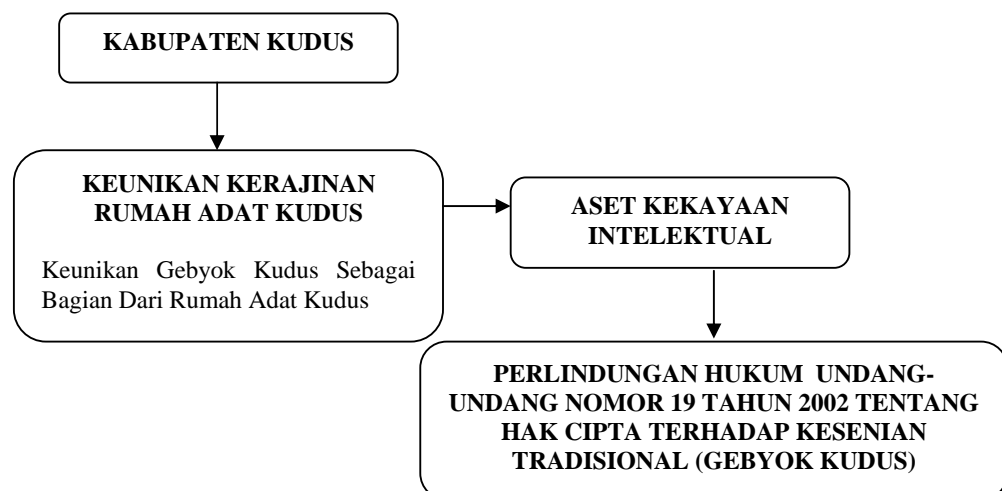 KABUPATEN KUDUS
KEUNIKAN KERAJINAN
RUMAH ADAT KUDUS
Keunikan Gebyok Kudus Sebagai
Bagian Dari Rumah Adat Kudus
ASET KEKAYAAN
INTELEKTUAL
PERLINDUNGAN HUKUM UNDANG-
UNDANG NOMOR 19 TAHUN 2002 TENTANG
HAK CIPTA TERHADAP KESENIAN
TRADISIONAL (GEBYOK KUDUS)